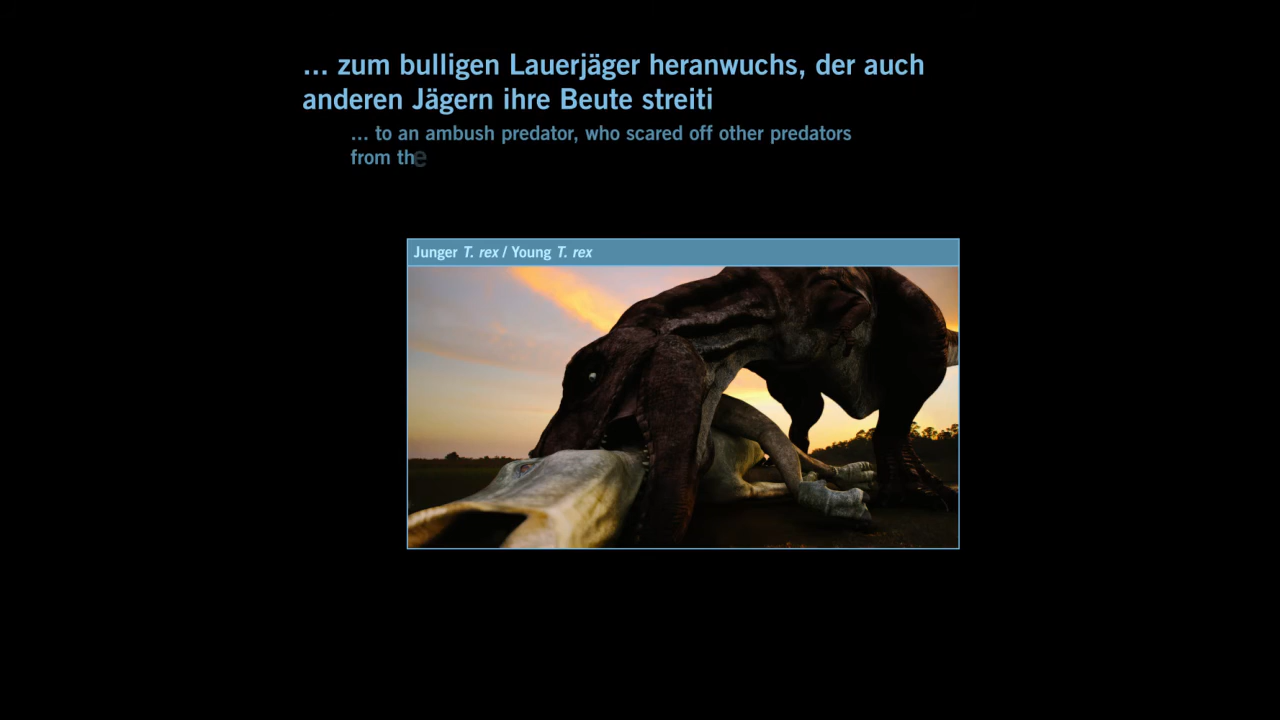 ... zum bulligen Lauerjäger heranwuchs, der auch
anderen Jägern ihre Beute streiti
... to an ambush predator, who scared off other predators
from the
Junger T. rex / Young T. rex